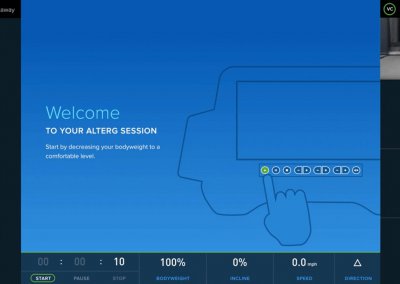 away
VC
Welcome
TO YOUR ALTERG SESSION
Start by decreasing your bodyweight to a
comfortable level.
00 : 00 : 10
100%
0%
0.0 mph
START
PAUSE
STOP
BODYWEIGHT
INCLINE
SPEED
DIRECTION